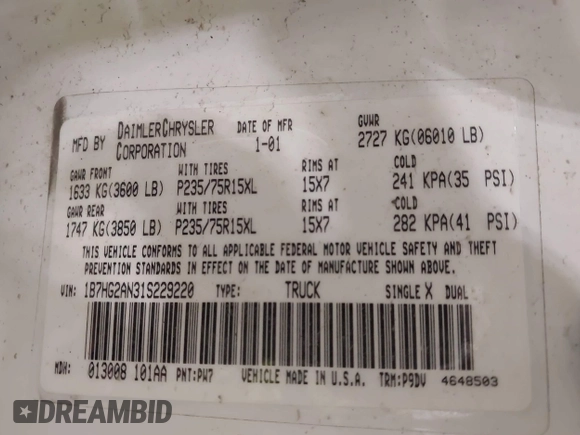 MFD BY DAIMLERCHRYSLER CORPORATION
DATE OF MFR 1-01
GVWR 2727 KG(06010 LB)
GAWR FRONT WITH TIRES RIMS AT COLD
1633 KG(3600 LB) P235/75R15XL 15X7 241 KPA(35 PSI)
GAWR REAR WITH TIRES RIMS AT COLD
1747 KG(3850 LB) P235/75R15XL 15X7 282 KPA(41 PSI)
THIS VEHICLE CONFORMS TO ALL APPLICABLE FEDERAL MOTOR VEHICLE SAFETY AND THEFT
PREVENTION STANDARDS IN EFFECT ON THE DATE OF MANUFACTURE SHOWN ABOVE.
VIN: 1B7HG2AN31S229220 TYPE: TRUCK SINGLE X DUAL
MDH: 013008 101AA PNT:PW7 VEHICLE MADE IN U.S.A. TRM:P9DV 4648503
DREAMBID